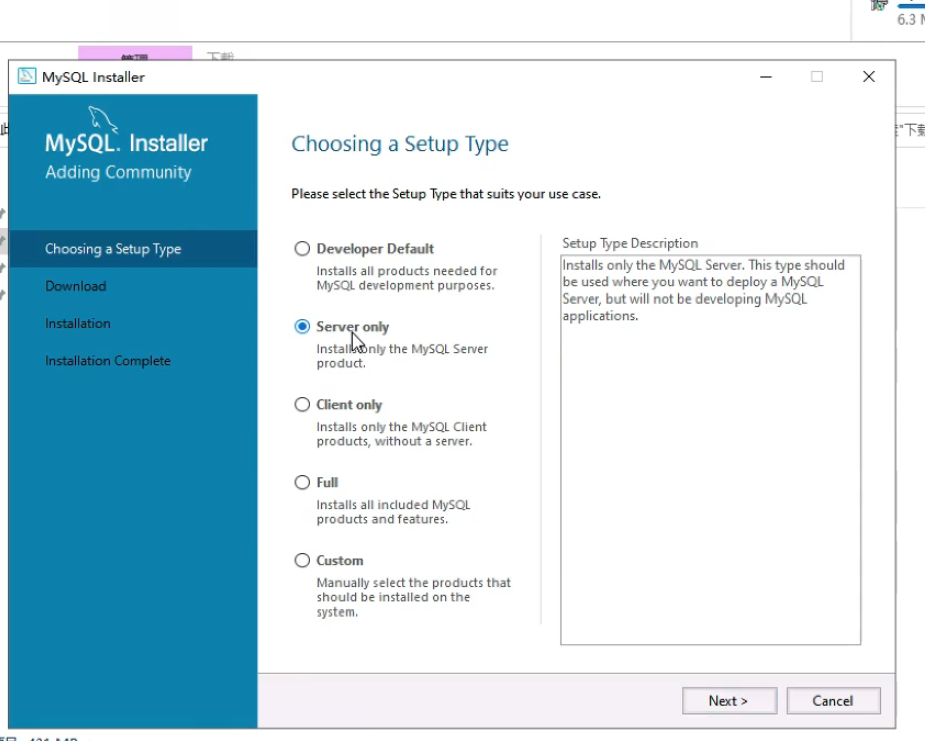 6.3 M
管理
下載
MySQL Installer
MySQL. Installer
Adding Community
Choosing a Setup Type
Download
Installation
Installation Complete
Choosing a Setup Type
Please select the Setup Type that suits your use case.
Developer Default
Installs all products needed for
MySQL development purposes.
Server only
Installs only the MySQL Server
product.
Client only
Installs only the MySQL Client
products, without a server.
Full
Installs all included MySQL
products and features.
Custom
Manually select the products that
should be installed on the
system.
Setup Type Description
Installs only the MySQL Server. This type should
be used where you want to deploy a MySQL
Server, but will not be developing MySQL
applications.
Next >
Cancel